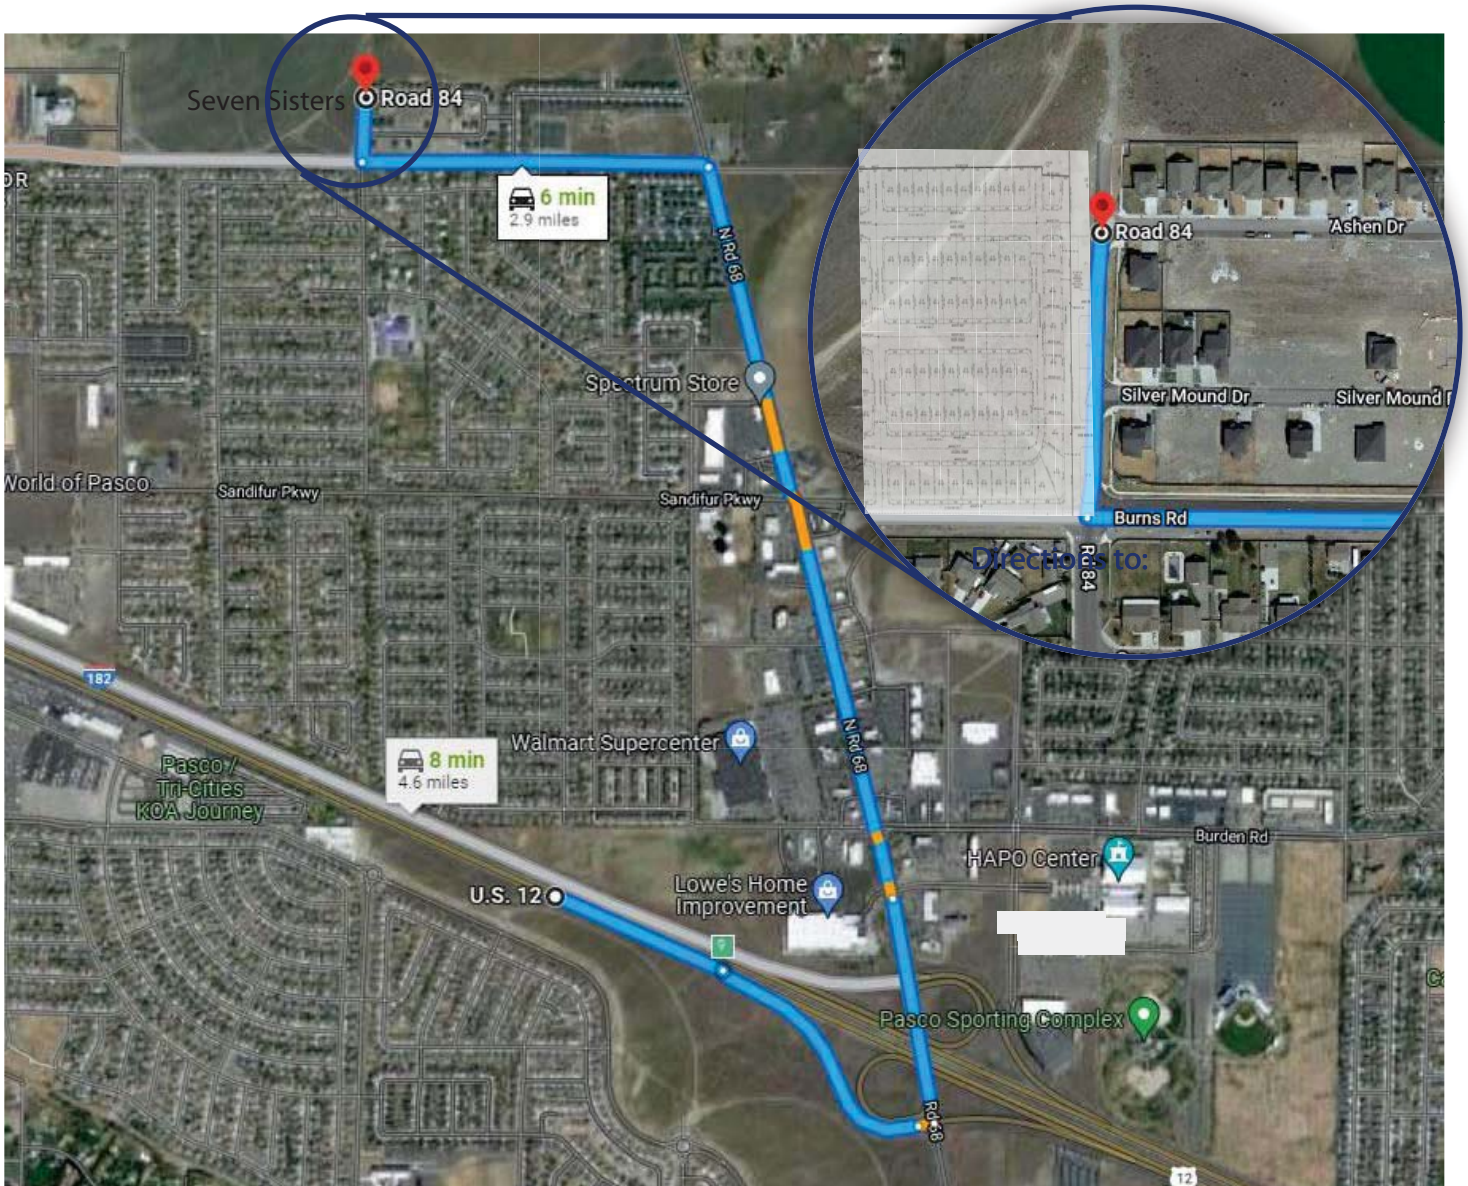 Seven Sisters
Road 84
OR
6 min
2.9 miles
N Rd 68
Road 84
Ashen Dr
Silver Mound Dr
Silver Mound
Burns Rd
Rd 84
Directions to:
Spectrum Store
World of Pasco
Sandifur Pkwy
Sandifur Pkwy
182
8 min
4.6 miles
Pasco /
Tri-Cities
KOA Journey
Walmart Supercenter
N Rd 68
Burden Rd
HAPO Center
Lowe's Home
Improvement
U.S. 12
9
Pasco Sporting Complex
Rd 68
12